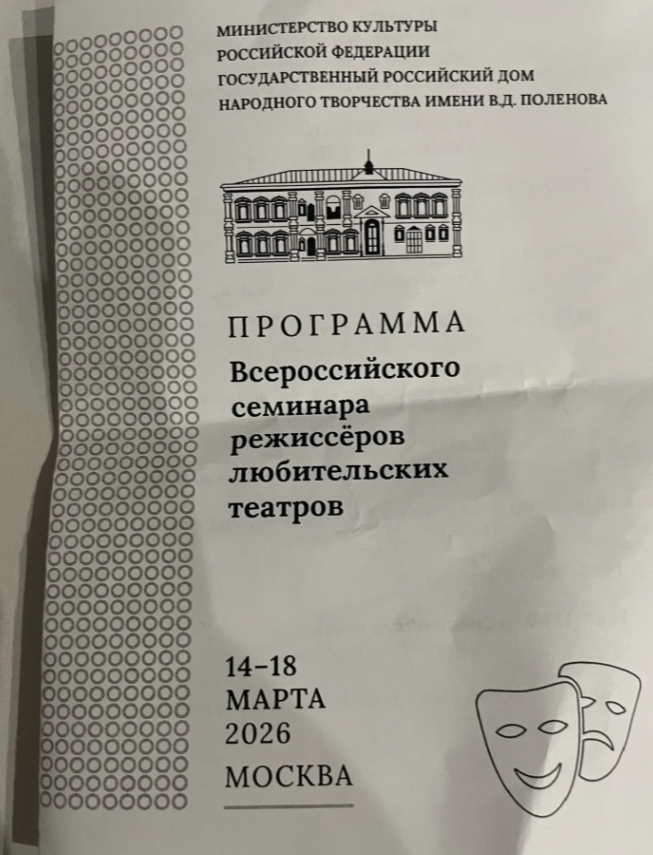 МИНИСТЕРСТВО КУЛЬТУРЫ
РОССИЙСКОЙ ФЕДЕРАЦИИ
ГОСУДАРСТВЕННЫЙ РОССИЙСКИЙ ДОМ
НАРОДНОГО ТВОРЧЕСТВА ИМЕНИ В.Д. ПОЛЕНОВА
ПРОГРАММА
Всероссийского
семинара
режиссёров
любительских
театров
14–18
МАРТА
2026
МОСКВА